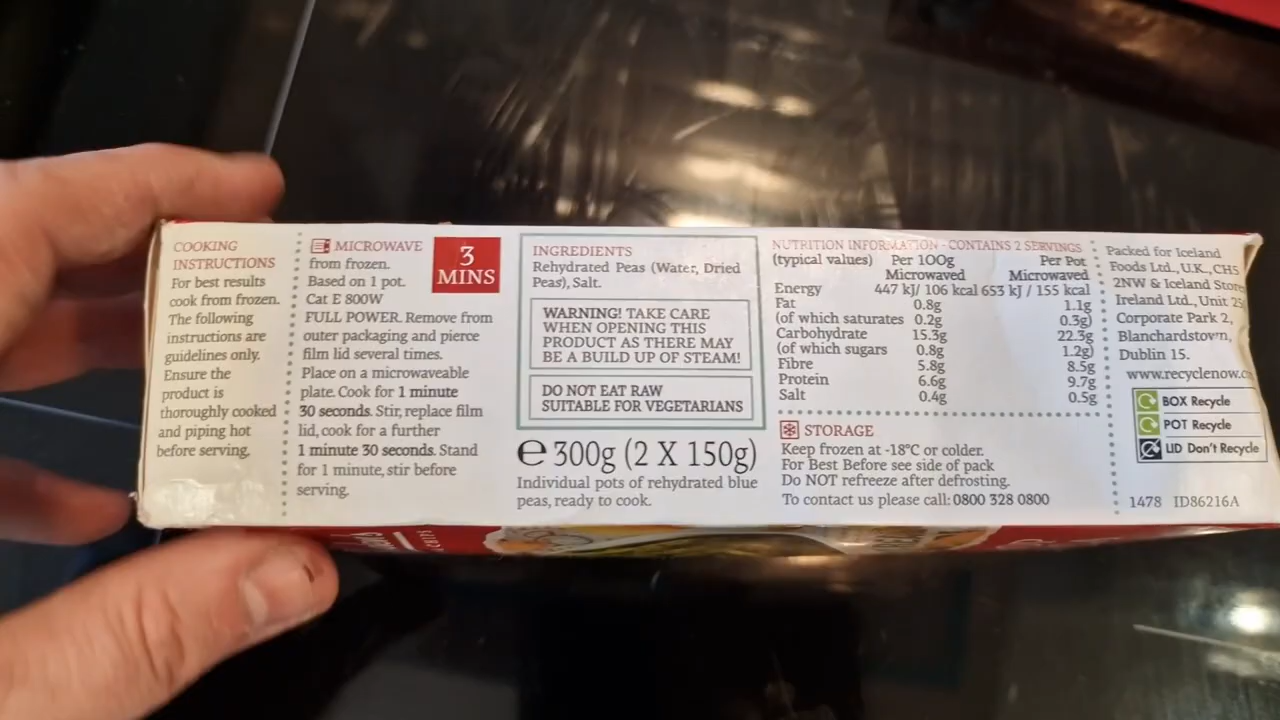 COOKING
INSTRUCTIONS
For best results
cook from frozen.
The following
instructions are
guidelines only.
Ensure the
product is
thoroughly cooked
and piping hot
before serving.
MICROWAVE
from frozen.
Based on 1 pot.
Cat E 800W
FULL POWER. Remove from
outer packaging and pierce
film lid several times.
Place on a microwaveable
plate. Cook for 1 minute
30 seconds. Stir, replace film
lid, cook for a further
1 minute 30 seconds. Stand
for 1 minute, stir before
serving.
3
MINS
INGREDIENTS
Rehydrated Peas (Water, Dried
Peas), Salt.
WARNING! TAKE CARE
WHEN OPENING THIS
PRODUCT AS THERE MAY
BE A BUILD UP OF STEAM!
DO NOT EAT RAW
SUITABLE FOR VEGETARIANS
e 300g (2 X 150g)
Individual pots of rehydrated blue
peas, ready to cook.
NUTRITION INFORMATION - CONTAINS 2 SERVINGS
(typical values) Per 100g Per Pot
Microwaved Microwaved
Energy 447 kJ/ 106 kcal 653 kJ / 155 kcal
Fat 0.8g 1.1g
(of which saturates 0.2g 0.3g)
Carbohydrate 15.3g 22.3g
(of which sugars 0.8g 1.2g)
Fibre 5.8g 8.5g
Protein 6.6g 9.7g
Salt 0.4g 0.5g
STORAGE
Keep frozen at -18°C or colder.
For Best Before see side of pack
Do NOT refreeze after defrosting.
To contact us please call: 0800 328 0800
Packed for Iceland
Foods Ltd., U.K., CH5
2NW & Iceland Store
Ireland Ltd., Unit
Corporate Park 2,
Blanchardstown,
Dublin 15.
www.recyclenow.c
BOX Recycle
POT Recycle
LID Don't Recycle
1478 ID86216A